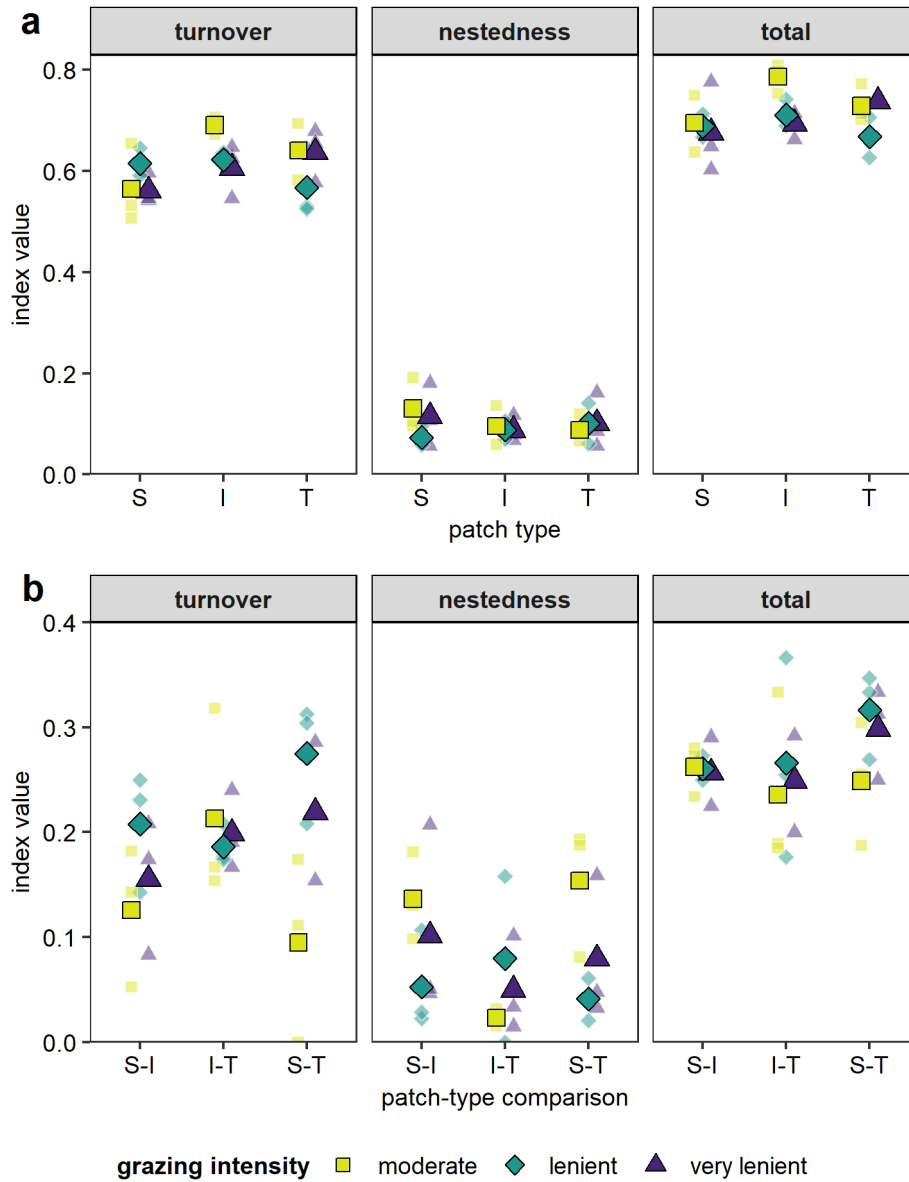 a
turnover nestedness total
0.8
0.6
0.4
0.2
0.0
index value
S I T S I T S I T
patch type
b
turnover nestedness total
0.4
0.3
0.2
0.1
0.0
index value
S-I I-T S-T S-I I-T S-T S-I I-T S-T
patch-type comparison
grazing intensity moderate lenient very lenient